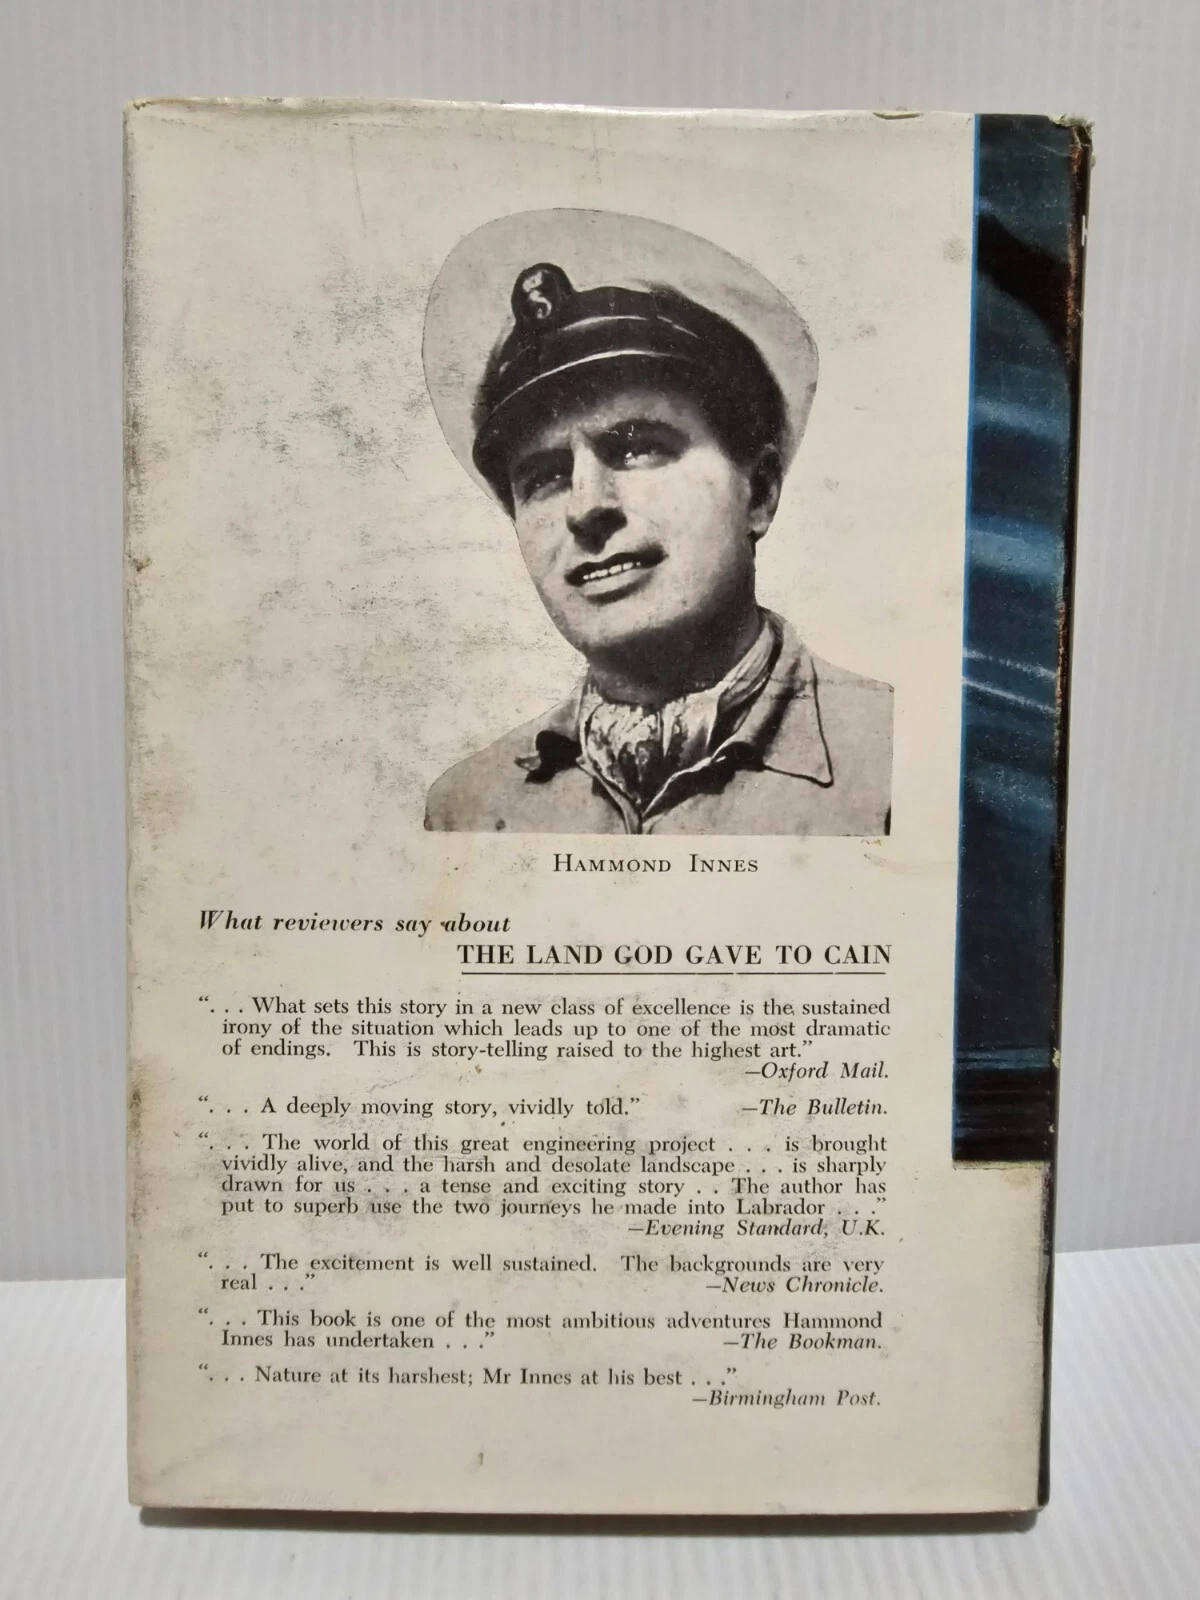 HAMMOND INNES
What reviewers say about
THE LAND GOD GAVE TO CAIN
“. . . What sets this story in a new class of excellence is the sustained
irony of the situation which leads up to one of the most dramatic
of endings. This is story-telling raised to the highest art.”
—Oxford Mail.
“. . . A deeply moving story, vividly told.” —The Bulletin.
“. . . The world of this great engineering project . . . is brought
vividly alive, and the harsh and desolate landscape . . . is sharply
drawn for us . . . a tense and exciting story . . The author has
put to superb use the two journeys he made into Labrador . . .”
—Evening Standard, U.K.
“. . . The excitement is well sustained. The backgrounds are very
real . . .” —News Chronicle.
“. . . This book is one of the most ambitious adventures Hammond
Innes has undertaken . . .” —The Bookman.
“. . . Nature at its harshest; Mr Innes at his best . . .”
—Birmingham Post.